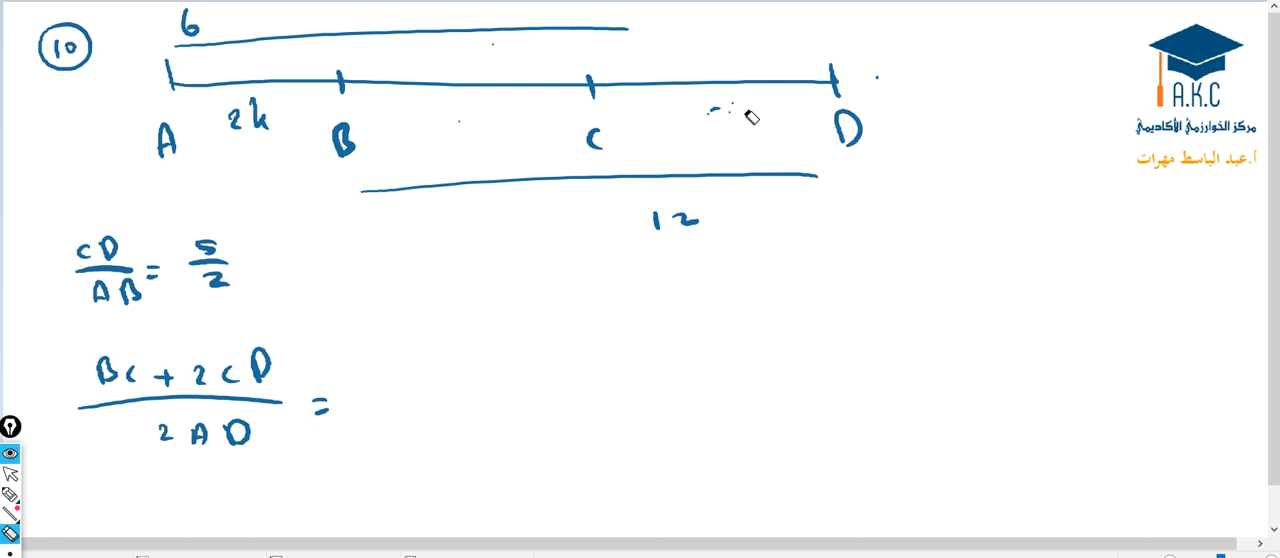 10
6
A.K.C
مركز الخوارزمي الأكاديمي
أ.عبد الباسط مهرات
A 2k B C D
12
CD/AB = 5/2
BC + 2CD / 2AD =